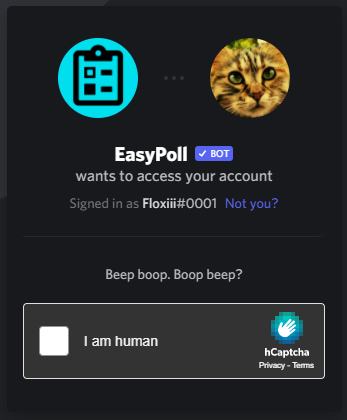 EasyPoll ✓ BOT
wants to access your account
Signed in as Floxiii#0001 Not you?
Beep boop. Boop beep?
I am human
hCaptcha
Privacy - Terms